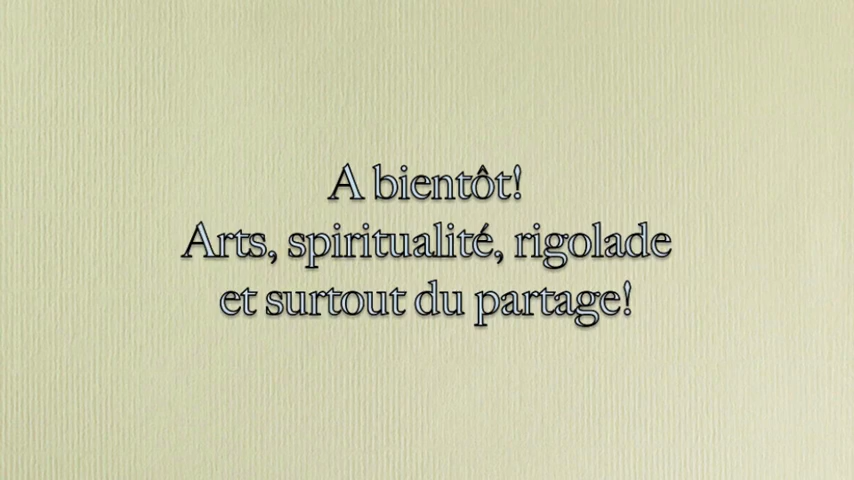 A bientôt!
Arts, spiritualité, rigolade
et surtout du partage!